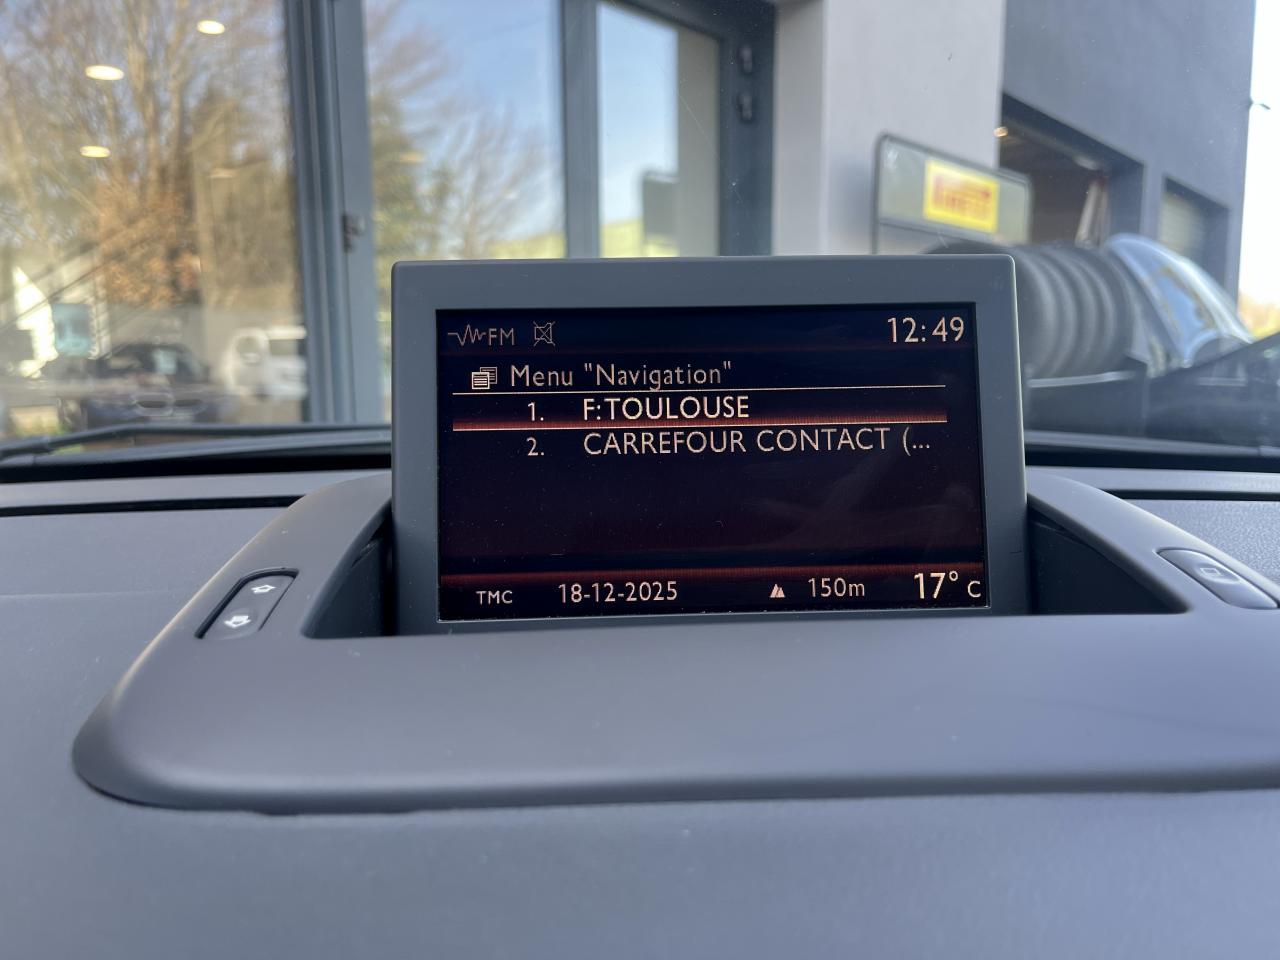 FM
12:49
Menu "Navigation"
1. F:TOULOUSE
2. CARREFOUR CONTACT (...
TMC 18-12-2025 150m 17° C
PIRELLI